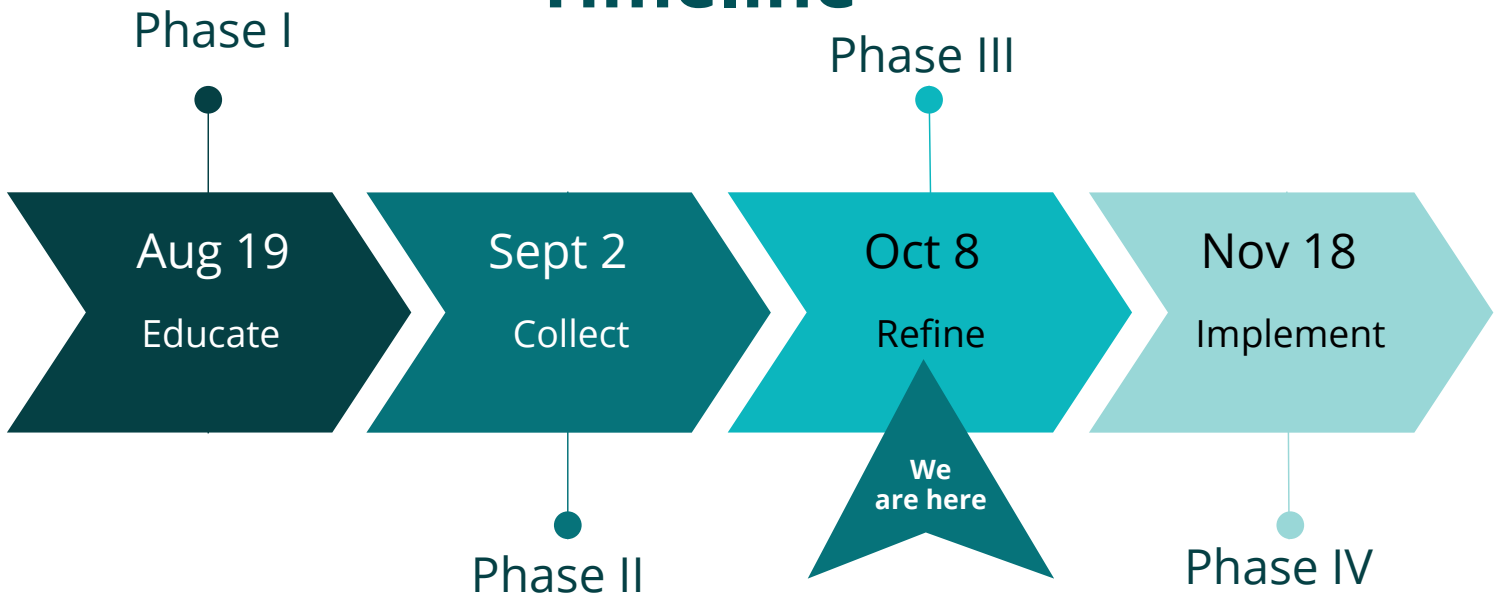 Timeline
Phase I
Phase III
Aug 19
Educate
Sept 2
Collect
Oct 8
Refine
Nov 18
Implement
We
are here
Phase II
Phase IV